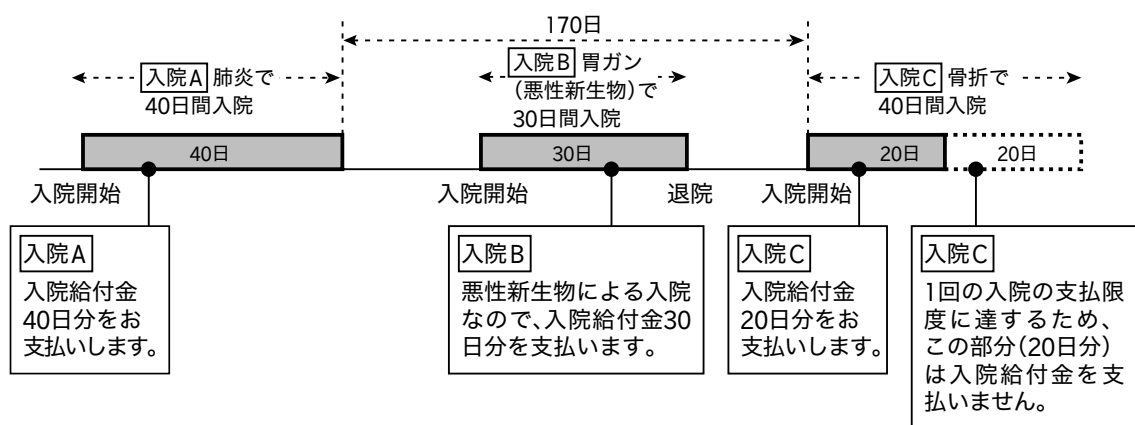 170日
入院A 肺炎で
40日間入院
入院B 胃ガン
(悪性新生物)で
30日間入院
入院C 骨折で
40日間入院
40日
30日
20日
20日
入院開始
入院開始
退院
入院開始
入院A
入院給付金
40日分をお
支払いします。
入院B
悪性新生物による入院
なので、入院給付金30
日分を支払います。
入院C
入院給付金
20日分をお
支払いします。
入院C
1回の入院の支払限
度に達するため、
この部分(20日分)
は入院給付金を支
払いません。